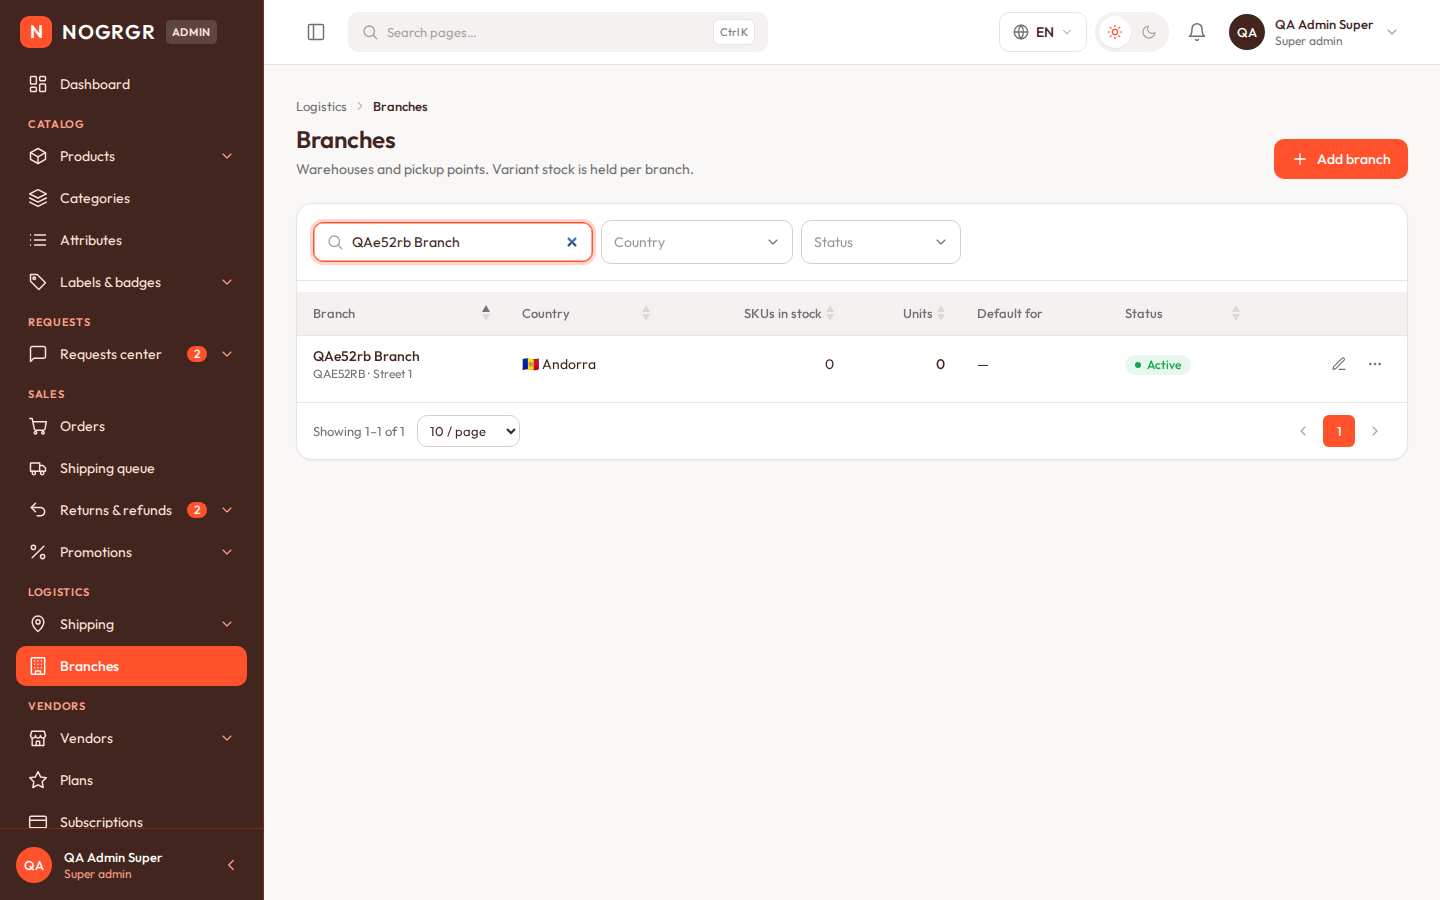 N NOGRGR ADMIN
Dashboard
CATALOG
Products
Categories
Attributes
Labels & badges
REQUESTS
Requests center 2
SALES
Orders
Shipping queue
Returns & refunds 2
Promotions
LOGISTICS
Shipping
Branches
VENDORS
Vendors
Plans
Subscriptions
QA QA Admin Super
Super admin
Search pages... Ctrl K
EN
QA QA Admin Super
Super admin
Logistics Branches
Branches
Warehouses and pickup points. Variant stock is held per branch.
Add branch
QAe52rb Branch Country Status
Branch Country SKUs in stock Units Default for Status
QAe52rb Branch
QAE52RB · Street 1
Andorra 0 0 — Active
Showing 1–1 of 1 10 / page 1